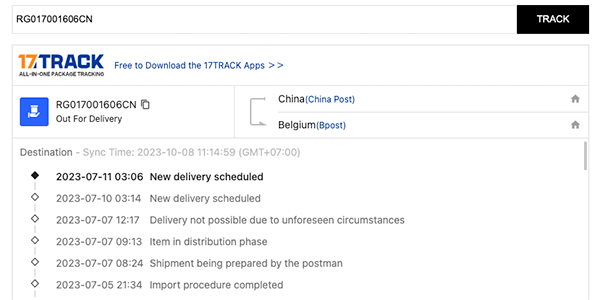 RG017001606CN
TRACK
17TRACK
ALL-IN-ONE PACKAGE TRACKING
Free to Download the 17TRACK Apps >>
RG017001606CN
Out For Delivery
China(China Post)
Belgium(Bpost)
Destination - Sync Time: 2023-10-08 11:14:59 (GMT+07:00)
2023-07-11 03:06 New delivery scheduled
2023-07-10 03:14 New delivery scheduled
2023-07-07 12:17 Delivery not possible due to unforeseen circumstances
2023-07-07 09:13 Item in distribution phase
2023-07-07 08:24 Shipment being prepared by the postman
2023-07-05 21:34 Import procedure completed